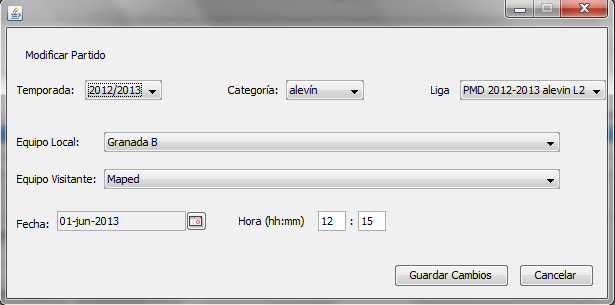 Modificar Partido
Temporada: 2012/2013 Categoría: alevín Liga PMD 2012-2013 alevin L2
Equipo Local: Granada B
Equipo Visitante: Maped
Fecha: 01-jun-2013 Hora (hh:mm) 12 : 15
Guardar Cambios Cancelar